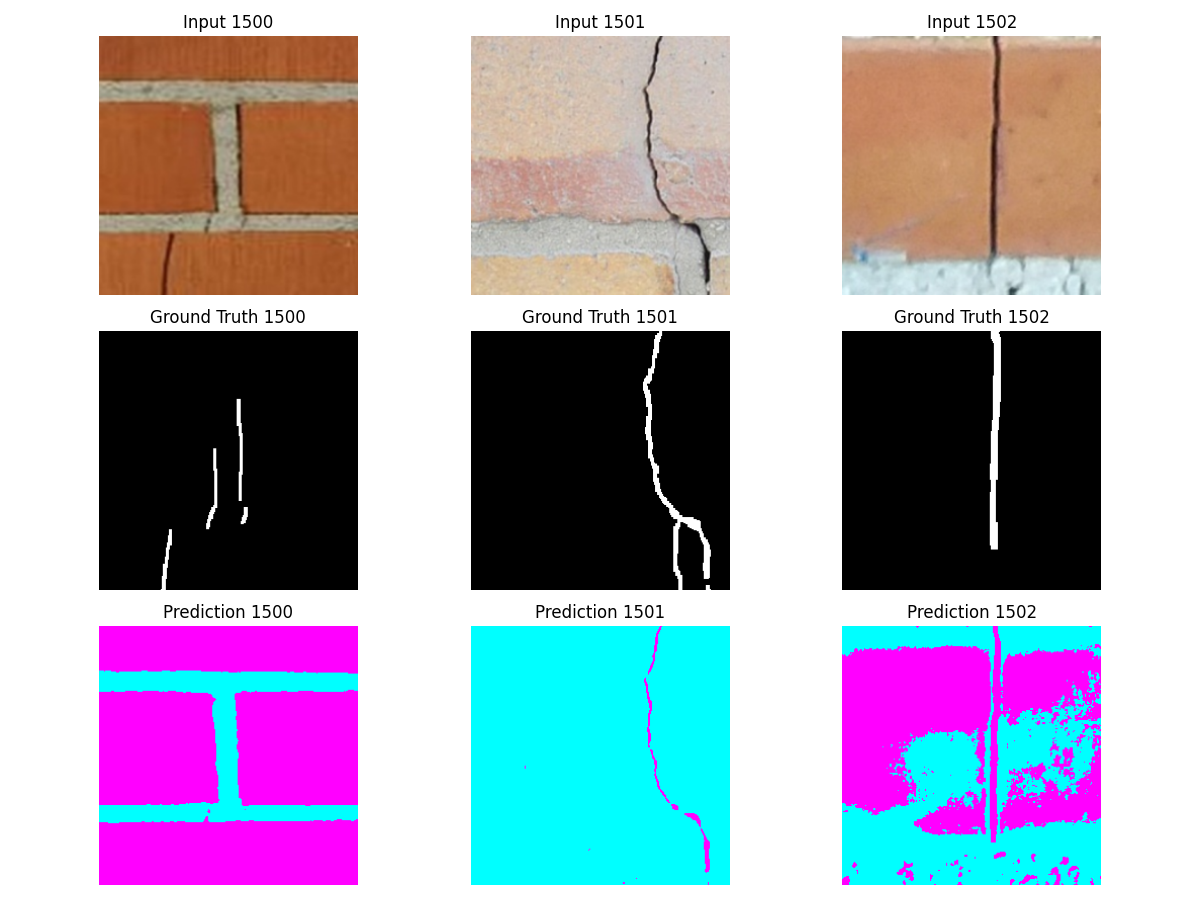 Input 1500
Input 1501
Input 1502
Ground Truth 1500
Ground Truth 1501
Ground Truth 1502
Prediction 1500
Prediction 1501
Prediction 1502